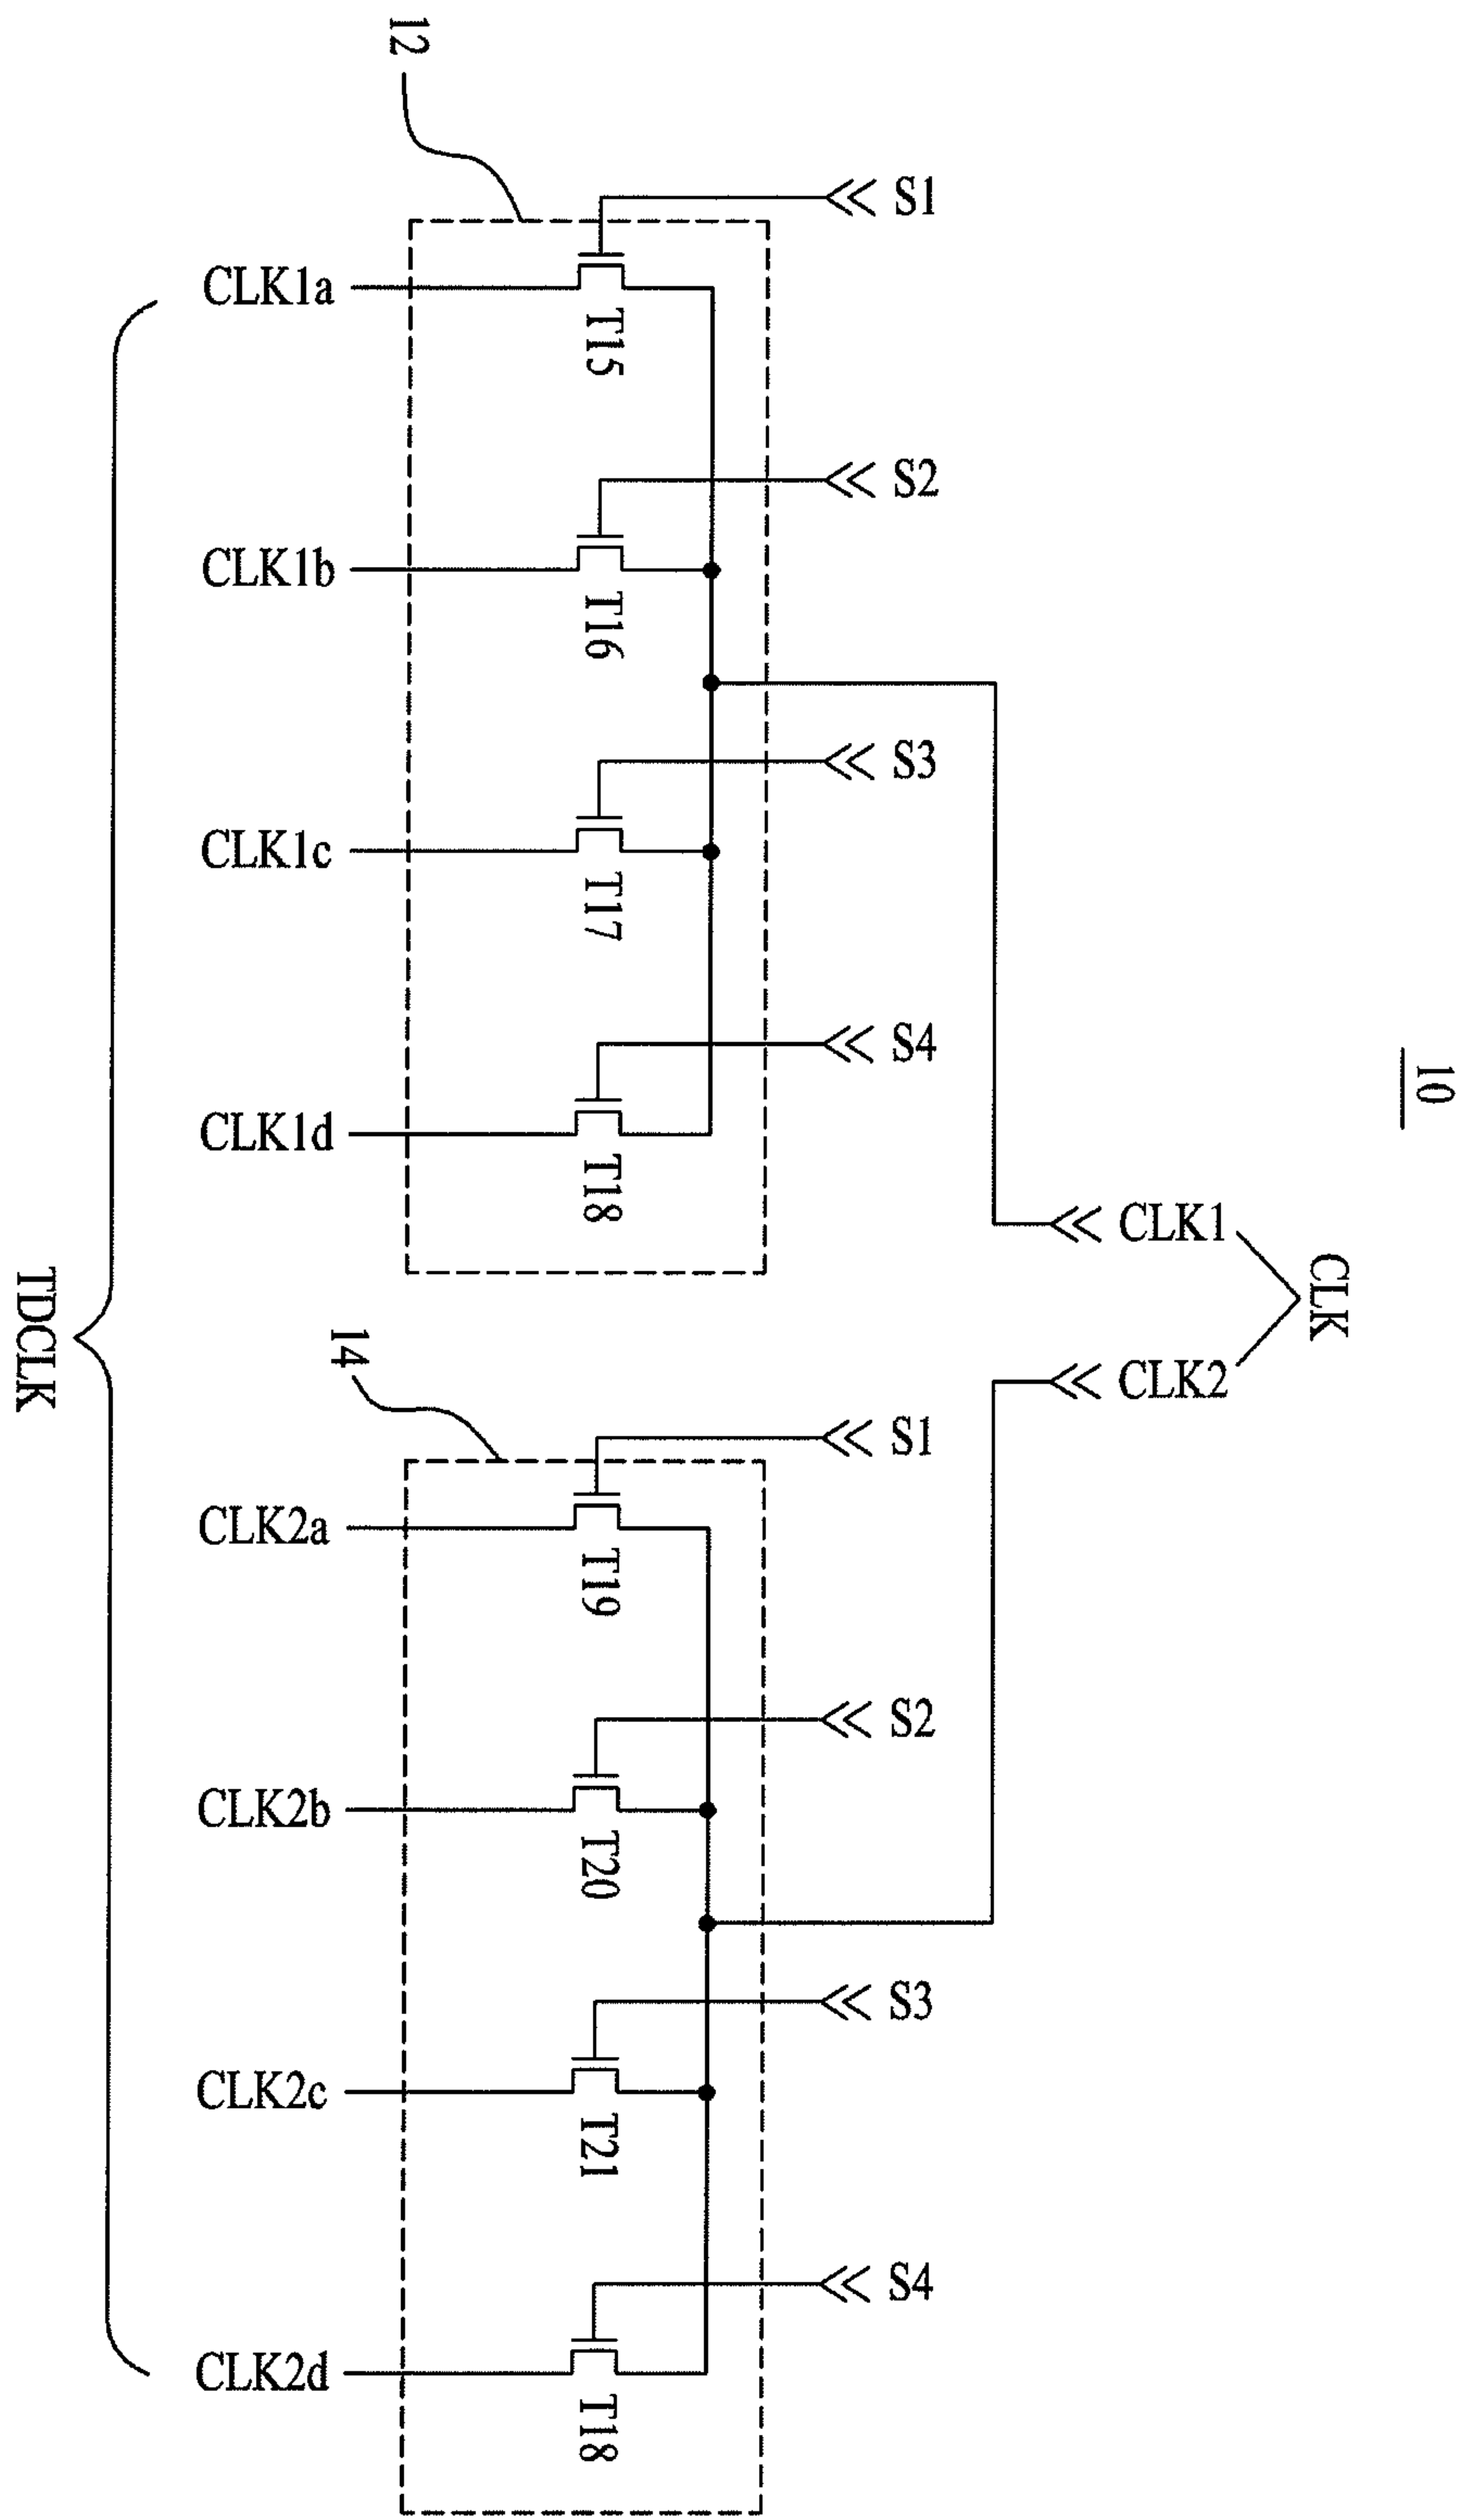 10
CLK
CLK1
CLK2
12
S1
S2
S3
S4
T15
T16
T17
T18
CLK1a
CLK1b
CLK1c
CLK1d
14
S1
S2
S3
S4
T19
T20
T21
T18
CLK2a
CLK2b
CLK2c
CLK2d
TDCLK